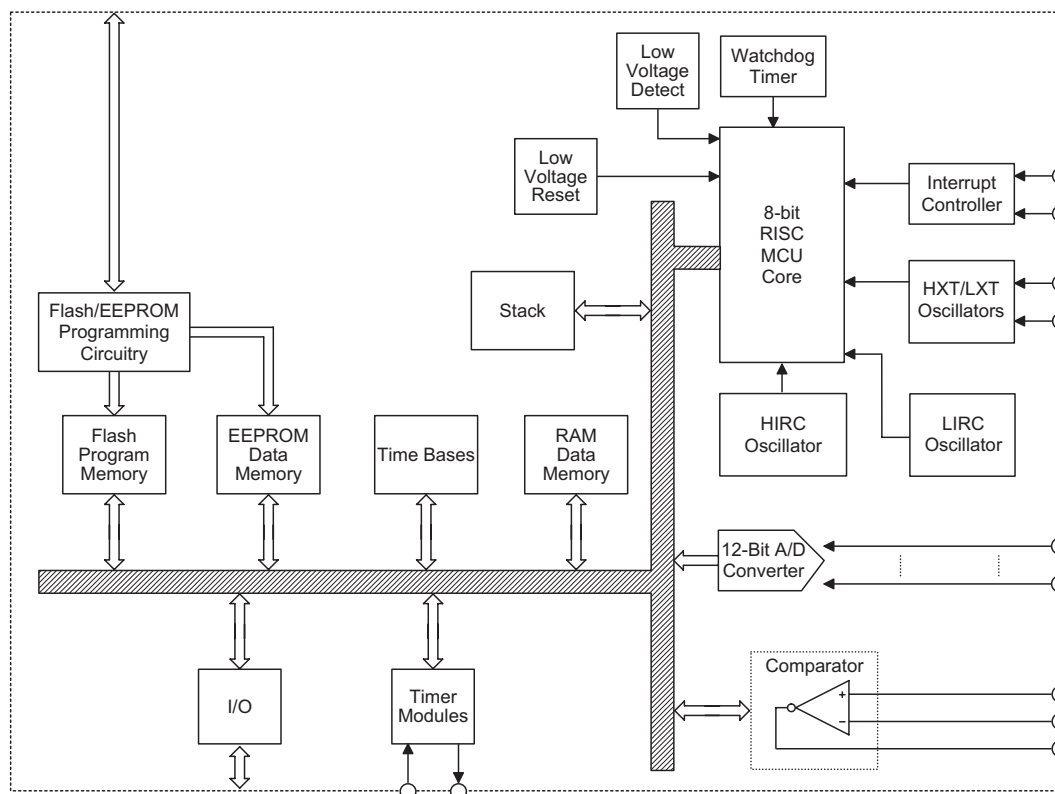 Low
Voltage
Detect
Watchdog
Timer
Low
Voltage
Reset
8-bit
RISC
MCU
Core
Interrupt
Controller
Flash/EEPROM
Programming
Circuitry
Stack
HXT/LXT
Oscillators
Flash
Program
Memory
EEPROM
Data
Memory
Time Bases
RAM
Data
Memory
HIRC
Oscillator
LIRC
Oscillator
12-Bit A/D
Converter
I/O
Timer
Modules
Comparator
+
−